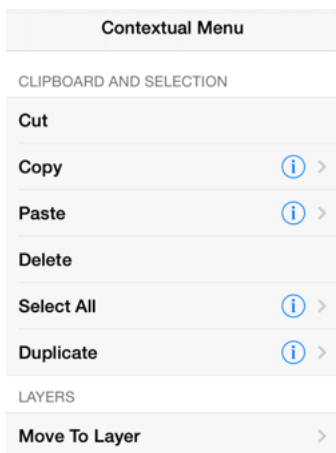 Contextual Menu
CLIPBOARD AND SELECTION
Cut
Copy
Paste
Delete
Select All
Duplicate
LAYERS
Move To Layer